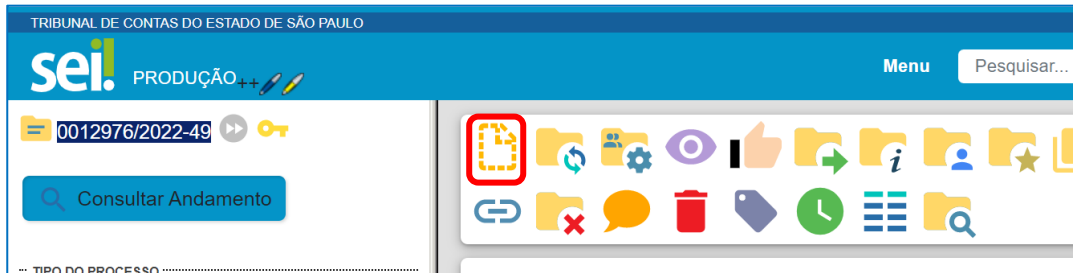 TRIBUNAL DE CONTAS DO ESTADO DE SÃO PAULO
sei! PRODUÇÃO++
Menu
Pesquisar...
0012976/2022-49
Consultar Andamento
TIPO DO PROCESSO